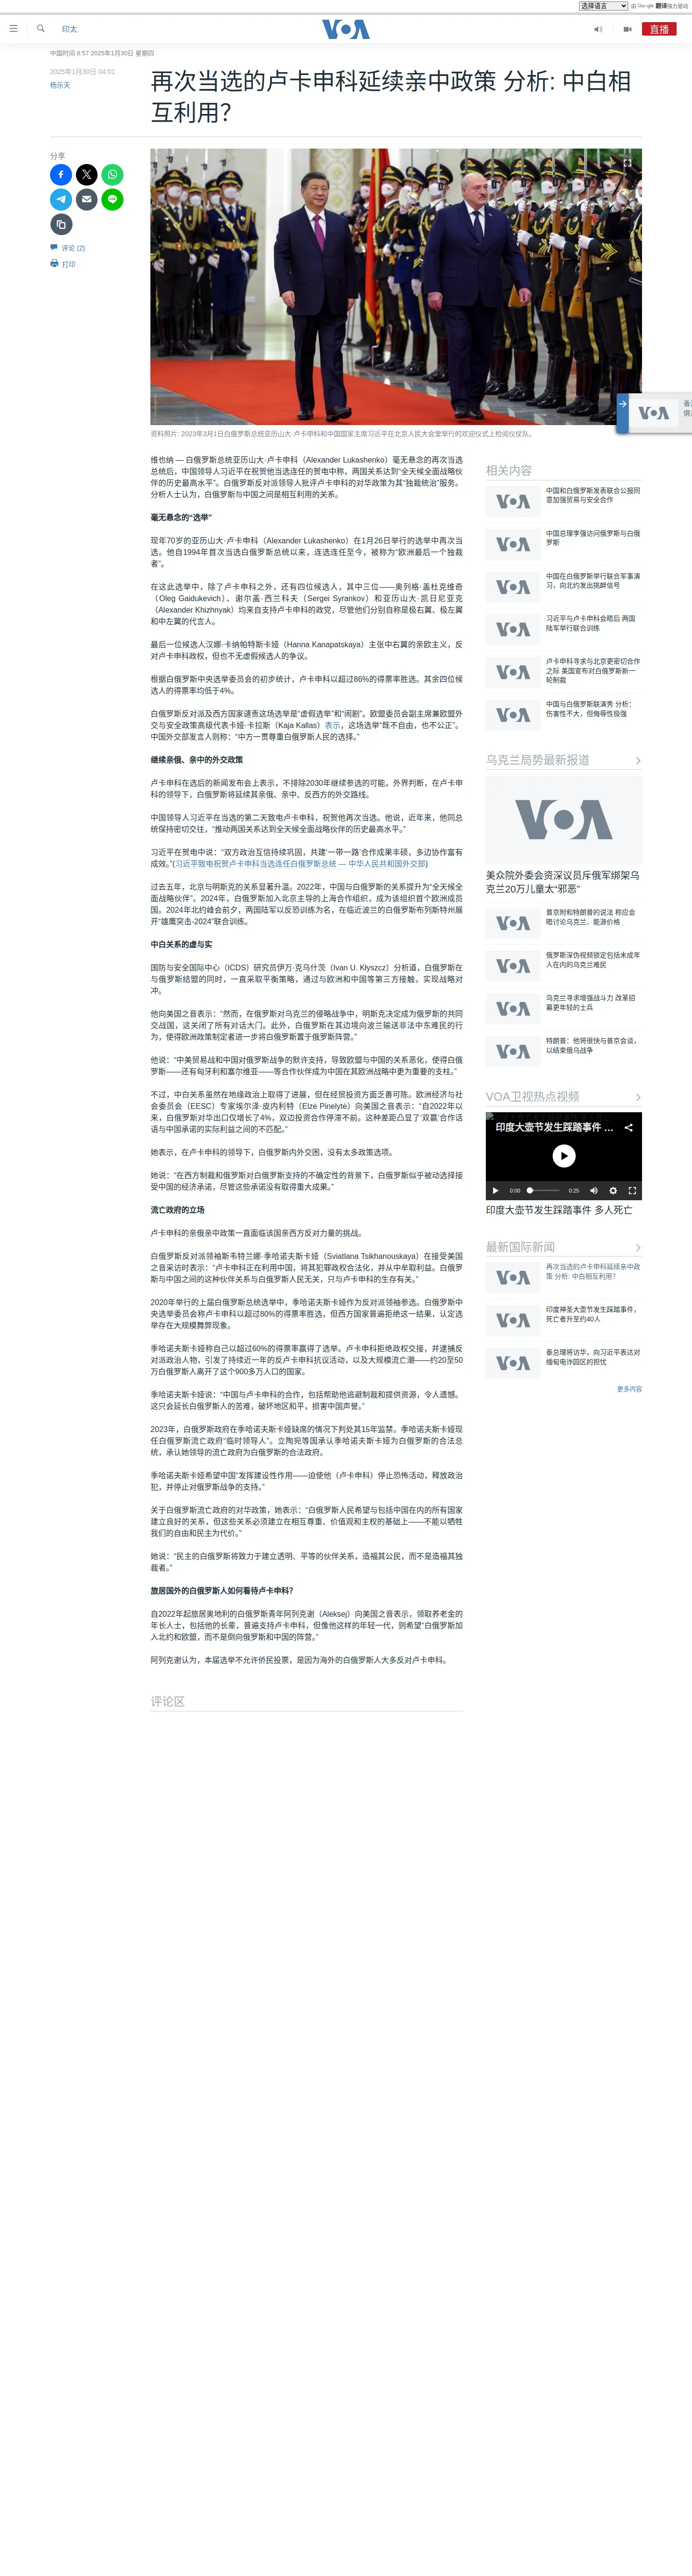 选择语言
由 Google 翻译强力驱动
印太
VOA
直播
中国时间 8:57 2025年1月30日 星期四
2025年1月30日 04:01
杨乐天
再次当选的卢卡申科延续亲中政策 分析: 中白相
互利用?
分享
评论 (2)
打印
资料照片: 2023年3月1日白俄罗斯总统亚历山大·卢卡申科和中国国家主席习近平在北京人民大会堂举行的欢迎仪式上检阅仪仗队。
维也纳 — 白俄罗斯总统亚历山大·卢卡申科（Alexander Lukashenko）毫无悬念的再次当选
总统后，中国领导人习近平在祝贺他当选连任的贺电中称，两国关系达到“全天候全面战略伙
伴的历史最高水平”。白俄罗斯反对派领导人批评卢卡申科的对华政策为其“独裁统治”服务。
分析人士认为，白俄罗斯与中国之间是相互利用的关系。
毫无悬念的“选举”
现年70岁的亚历山大·卢卡申科（Alexander Lukashenko）在1月26日举行的选举中再次当
选。他自1994年首次当选白俄罗斯总统以来，连选连任至今，被称为“欧洲最后一个独裁
者”。
在这此选举中，除了卢卡申科之外，还有四位候选人，其中三位——奥列格·盖杜克维奇
（Oleg Gaidukevich）、谢尔盖·西兰科夫（Sergei Syrankov）和亚历山大·凯日尼亚克
（Alexander Khizhnyak）均来自支持卢卡申科的政党，尽管他们分别自称是极右翼、极左翼
和中左翼的代言人。
最后一位候选人汉娜·卡纳帕特斯卡娅（Hanna Kanapatskaya）主张中右翼的亲欧主义，反
对卢卡申科政权，但也不无虚假候选人的争议。
根据白俄罗斯中央选举委员会的初步统计，卢卡申科以超过86%的得票率胜选。其余四位候
选人的得票率均低于4%。
白俄罗斯反对派及西方国家谴责这场选举是“虚假选举”和“闹剧”。欧盟委员会副主席兼欧盟外
交与安全政策高级代表卡娅·卡拉斯（Kaja Kallas）表示，这场选举“既不自由，也不公正”。
中国外交部发言人则称：“中方一贯尊重白俄罗斯人民的选择。”
继续亲俄、亲中的外交政策
卢卡申科在选后的新闻发布会上表示，不排除2030年继续参选的可能。外界判断，在卢卡申
科的领导下，白俄罗斯将延续其亲俄、亲中、反西方的外交路线。
中国领导人习近平在当选的第二天致电卢卡申科，祝贺他再次当选。他说，近年来，他同总
统保持密切交往，“推动两国关系达到全天候全面战略伙伴的历史最高水平。”
习近平在贺电中说：“双方政治互信持续巩固，共建‘一带一路’合作成果丰硕，多边协作富有
成效。”(习近平致电祝贺卢卡申科当选连任白俄罗斯总统 — 中华人民共和国外交部)
过去五年，北京与明斯克的关系显著升温。2022年，中国与白俄罗斯的关系提升为“全天候全
面战略伙伴”。2024年，白俄罗斯加入北京主导的上海合作组织，成为该组织首个欧洲成员
国。2024年北约峰会前夕，两国陆军以反恐训练为名，在临近波兰的白俄罗斯布列斯特州展
开“雄鹰突击-2024”联合训练。
中白关系的虚与实
国防与安全国际中心（ICDS）研究员伊万·克乌什茨（Ivan U. Kłyszcz）分析道，白俄罗斯在
与俄罗斯结盟的同时，一直采取平衡策略，通过与欧洲和中国等第三方接触，实现战略对
冲。
他向美国之音表示：“然而，在俄罗斯对乌克兰的侵略战争中，明斯克决定成为俄罗斯的共同
交战国，这关闭了所有对话大门。此外，白俄罗斯在其边境向波兰输送非法中东难民的行
为，使得欧洲政策制定者进一步将白俄罗斯置于俄罗斯阵营。”
他说：“中美贸易战和中国对俄罗斯战争的默许支持，导致欧盟与中国的关系恶化，使得白俄
罗斯——还有匈牙利和塞尔维亚——等合作伙伴成为中国在其欧洲战略中更为重要的支柱。”
不过，中白关系虽然在地缘政治上取得了进展，但在经贸投资方面乏善可陈。欧洲经济与社
会委员会（EESC）专家埃尔泽·皮内利特（Elzė Pinelytė）向美国之音表示：“自2022年以
来，白俄罗斯对华出口仅增长了4%，双边投资合作停滞不前。这种差距凸显了‘双赢’合作话
语与中国承诺的实际利益之间的不匹配。”
她表示，在卢卡申科的领导下，白俄罗斯内外交困，没有太多政策选项。
她说：“在西方制裁和俄罗斯对白俄罗斯支持的不确定性的背景下，白俄罗斯似乎被动选择接
受中国的经济承诺，尽管这些承诺没有取得重大成果。”
流亡政府的立场
卢卡申科的亲俄亲中政策一直面临该国亲西方反对力量的挑战。
白俄罗斯反对派领袖斯韦特兰娜·季哈诺夫斯卡娅（Sviatlana Tsikhanouskaya）在接受美国
之音采访时表示：“卢卡申科正在利用中国，将其犯罪政权合法化，并从中牟取利益。白俄罗
斯与中国之间的这种伙伴关系与白俄罗斯人民无关，只与卢卡申科的生存有关。”
2020年举行的上届白俄罗斯总统选举中，季哈诺夫斯卡娅作为反对派领袖参选。白俄罗斯中
央选举委员会称卢卡申科以超过80%的得票率胜选，但西方国家普遍拒绝这一结果，认定选
举存在大规模舞弊现象。
季哈诺夫斯卡娅称自己以超过60%的得票率赢得了选举。卢卡申科拒绝政权交接，并逮捕反
对派政治人物，引发了持续近一年的反卢卡申科抗议活动，以及大规模流亡潮——约20至50
万白俄罗斯人离开了这个900多万人口的国家。
季哈诺夫斯卡娅说：“中国与卢卡申科的合作，包括帮助他逃避制裁和提供资源，令人遗憾。
这只会延长白俄罗斯人的苦难，破坏地区和平，损害中国声誉。”
2023年，白俄罗斯政府在季哈诺夫斯卡娅缺席的情况下判处其15年监禁。季哈诺夫斯卡娅现
任白俄罗斯流亡政府“临时领导人”。立陶宛等国承认季哈诺夫斯卡娅为白俄罗斯的合法总
统，承认她领导的流亡政府为白俄罗斯的合法政府。
季哈诺夫斯卡娅希望中国“发挥建设性作用——迫使他（卢卡申科）停止恐怖活动，释放政治
犯，并停止对俄罗斯战争的支持。”
关于白俄罗斯流亡政府的对华政策，她表示：“白俄罗斯人民希望与包括中国在内的所有国家
建立良好的关系，但这些关系必须建立在相互尊重、价值观和主权的基础上——不能以牺牲
我们的自由和民主为代价。”
她说：“民主的白俄罗斯将致力于建立透明、平等的伙伴关系，造福其公民，而不是造福其独
裁者。”
旅居国外的白俄罗斯人如何看待卢卡申科？
自2022年起旅居奥地利的白俄罗斯青年阿列克谢（Aleksej）向美国之音表示，领取养老金的
年长人士，包括他的长辈，普遍支持卢卡申科，但像他这样的年轻一代，则希望“白俄罗斯加
入北约和欧盟，而不是倒向俄罗斯和中国的阵营。”
阿列克谢认为，本届选举不允许侨民投票，是因为海外的白俄罗斯人大多反对卢卡申科。
评论区
相关内容
中国和白俄罗斯发表联合公报同
意加强贸易与安全合作
中国总理李强访问俄罗斯与白俄
罗斯
中国在白俄罗斯举行联合军事演
习，向北约发出挑衅信号
习近平与卢卡申科会晤后 两国
陆军举行联合训练
卢卡申科寻求与北京更密切合作
之际 美国宣布对白俄罗斯新一
轮制裁
中国与白俄罗斯联演秀 分析：
伤害性不大，但侮辱性极强
乌克兰局势最新报道
VOA
美众院外委会资深议员斥俄军绑架乌
克兰20万儿童太“邪恶”
普京附和特朗普的说法 称应会
晤讨论乌克兰、能源价格
俄罗斯深伪视频锁定包括未成年
人在内的乌克兰难民
乌克兰寻求增强战斗力 改革招
募更年轻的士兵
特朗普：他将很快与普京会谈，
以结束俄乌战争
VOA卫视热点视频
印度大壶节发生踩踏事件 ...
0:00
0:25
印度大壶节发生踩踏事件 多人死亡
最新国际新闻
再次当选的卢卡申科延续亲中政
策 分析: 中白相互利用?
印度神圣大壶节发生踩踏事件，
死亡者升至约40人
泰总理将访华，向习近平表达对
缅甸电诈园区的担忧
更多内容